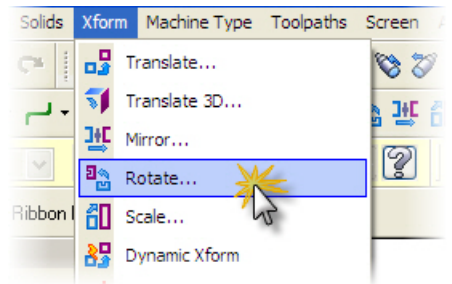 Solids Xform Machine Type Toolpaths Screen
Translate...
Translate 3D...
Mirror...
Rotate...
Ribbon
Scale...
Dynamic Xform